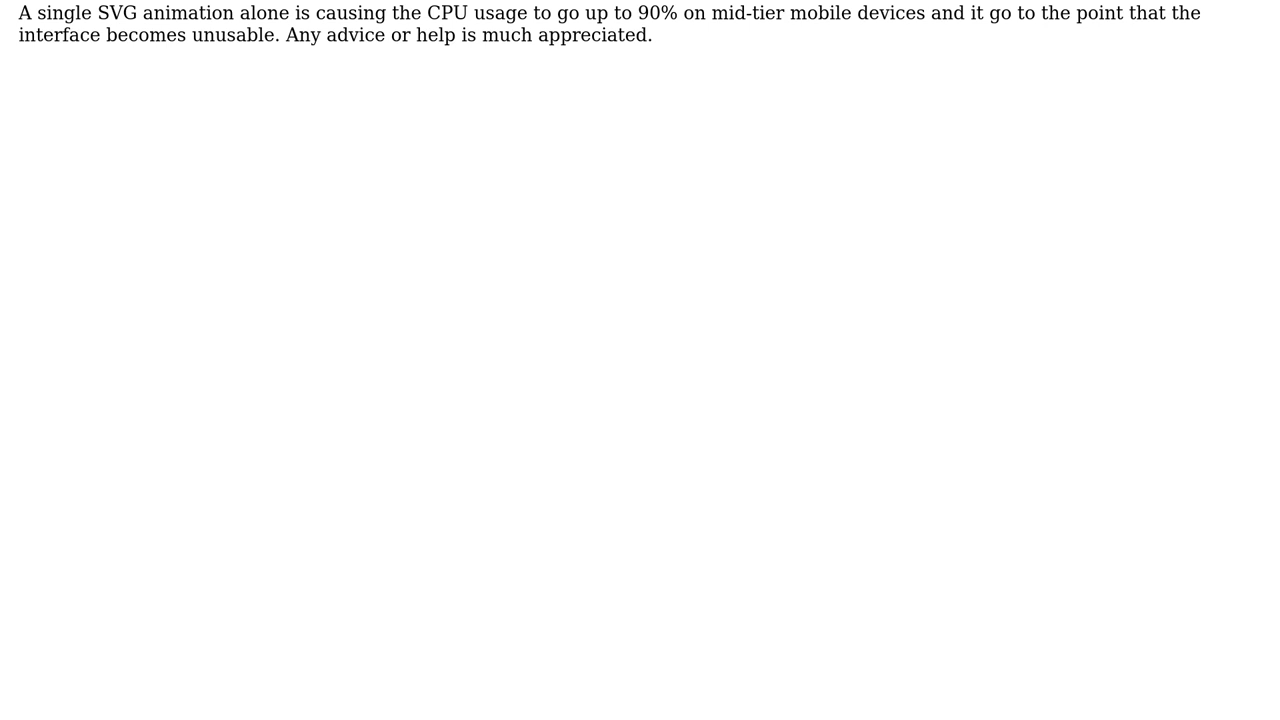 A single SVG animation alone is causing the CPU usage to go up to 90% on mid-tier mobile devices and it go to the point that the
interface becomes unusable. Any advice or help is much appreciated.